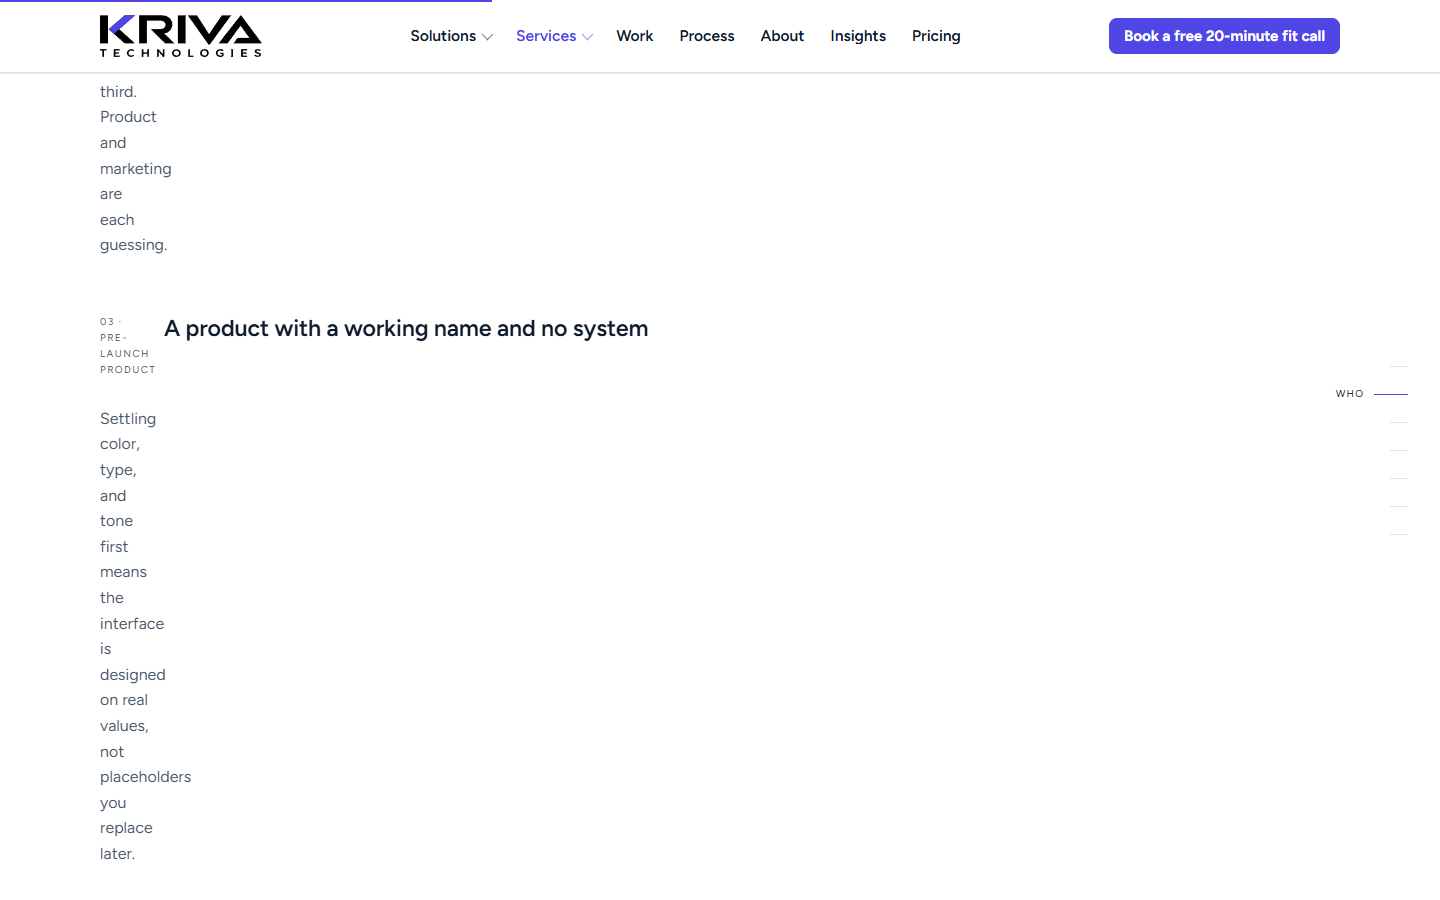 KRIVA
TECHNOLOGIES
Solutions
Services
Work
Process
About
Insights
Pricing
Book a free 20-minute fit call
third.
Product
and
marketing
are
each
guessing.
03 ·
PRE-
LAUNCH
PRODUCT
A product with a working name and no system
Settling
color,
type,
and
tone
first
means
the
interface
is
designed
on real
values,
not
placeholders
you
replace
later.
WHO